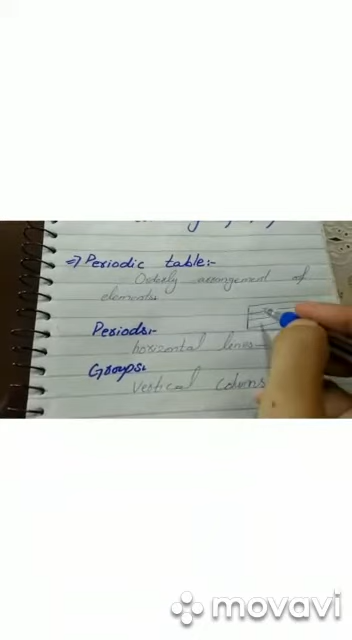 => Periodic table:-
Orderly arrangement of
elements
Periods:-
horizontal lines
Groups:
Vertical Colums
movavi